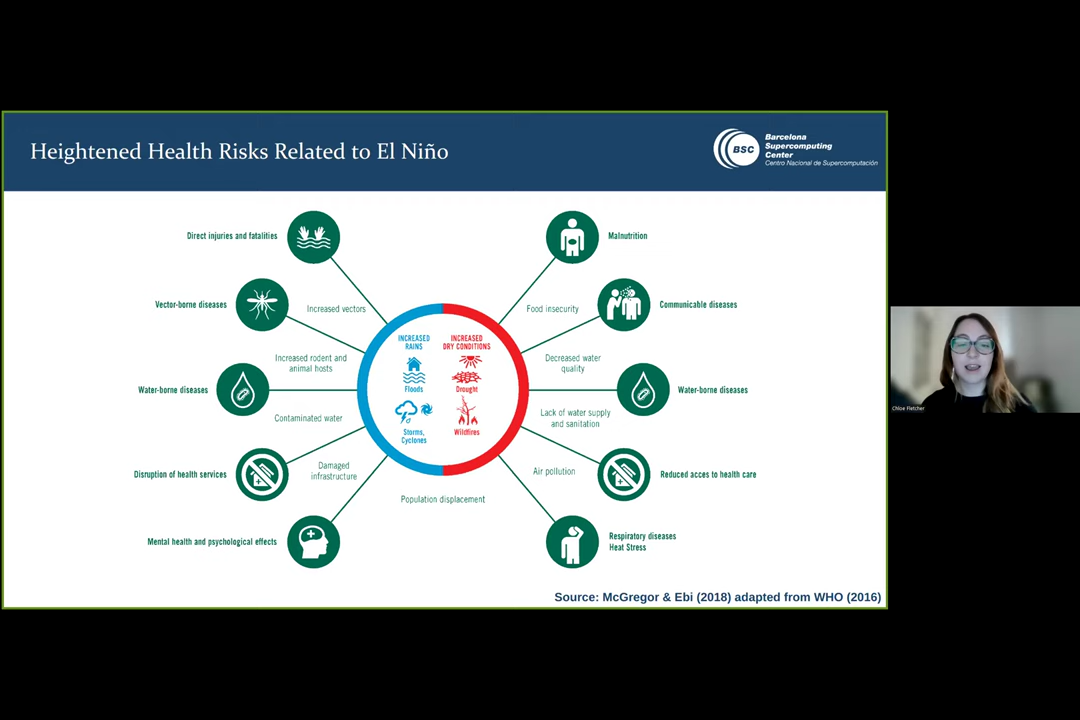 Heightened Health Risks Related to El Niño
BSC
Barcelona
Supercomputing
Center
Centro Nacional de Supercomputación
Direct injuries and fatalities
Malnutrition
Vector-borne diseases
Increased vectors
Food insecurity
Communicable diseases
INCREASED
RAINS
INCREASED
DRY CONDITIONS
Increased rodent and
animal hosts
Decreased water
quality
Water-borne diseases
Floods
Drought
Water-borne diseases
Contaminated water
Lack of water supply
and sanitation
Storms,
Cyclones
Wildfires
Disruption of health services
Damaged
infrastructure
Air pollution
Reduced acces to health care
Population displacement
Mental health and psychological effects
Respiratory diseases
Heat Stress
Source: McGregor & Ebi (2018) adapted from WHO (2016)
Chloe Fletcher